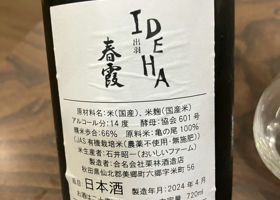 IDEHA
出羽
春霞
原材料名：米(国産)、米麹(国産米)
アルコール分：14度 酵母：協会601号
精米歩合：66% 原料米：亀の尾100%
(JAS有機栽培米(農薬不使用・無施肥))
米生産者：石井昭一(おいしいファーム)
製造者：合名会社栗林酒造店
秋田県仙北郡美郷町六郷字米町56
日本酒 製造年月：2024年4月
720ml